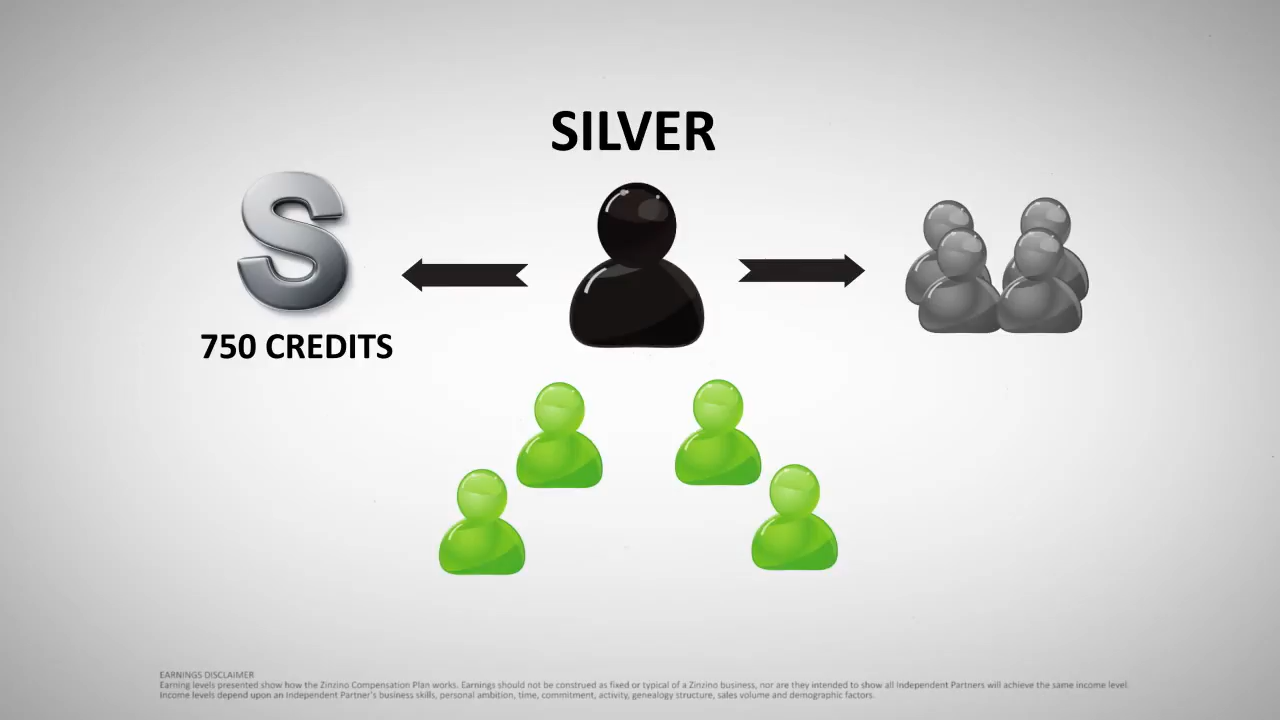 SILVER
S
750 CREDITS
EARNINGS DISCLAIMER
Earning levels presented show how the Zinzino Compensation Plan works. Earnings should not be construed as fixed or typical of a Zinzino business, nor are they intended to show all Independent Partners will achieve the same income level.
Income levels depend upon an Independent Partner's business skills, personal ambition, time, commitment, activity, genealogy structure, sales volume and demographic factors.